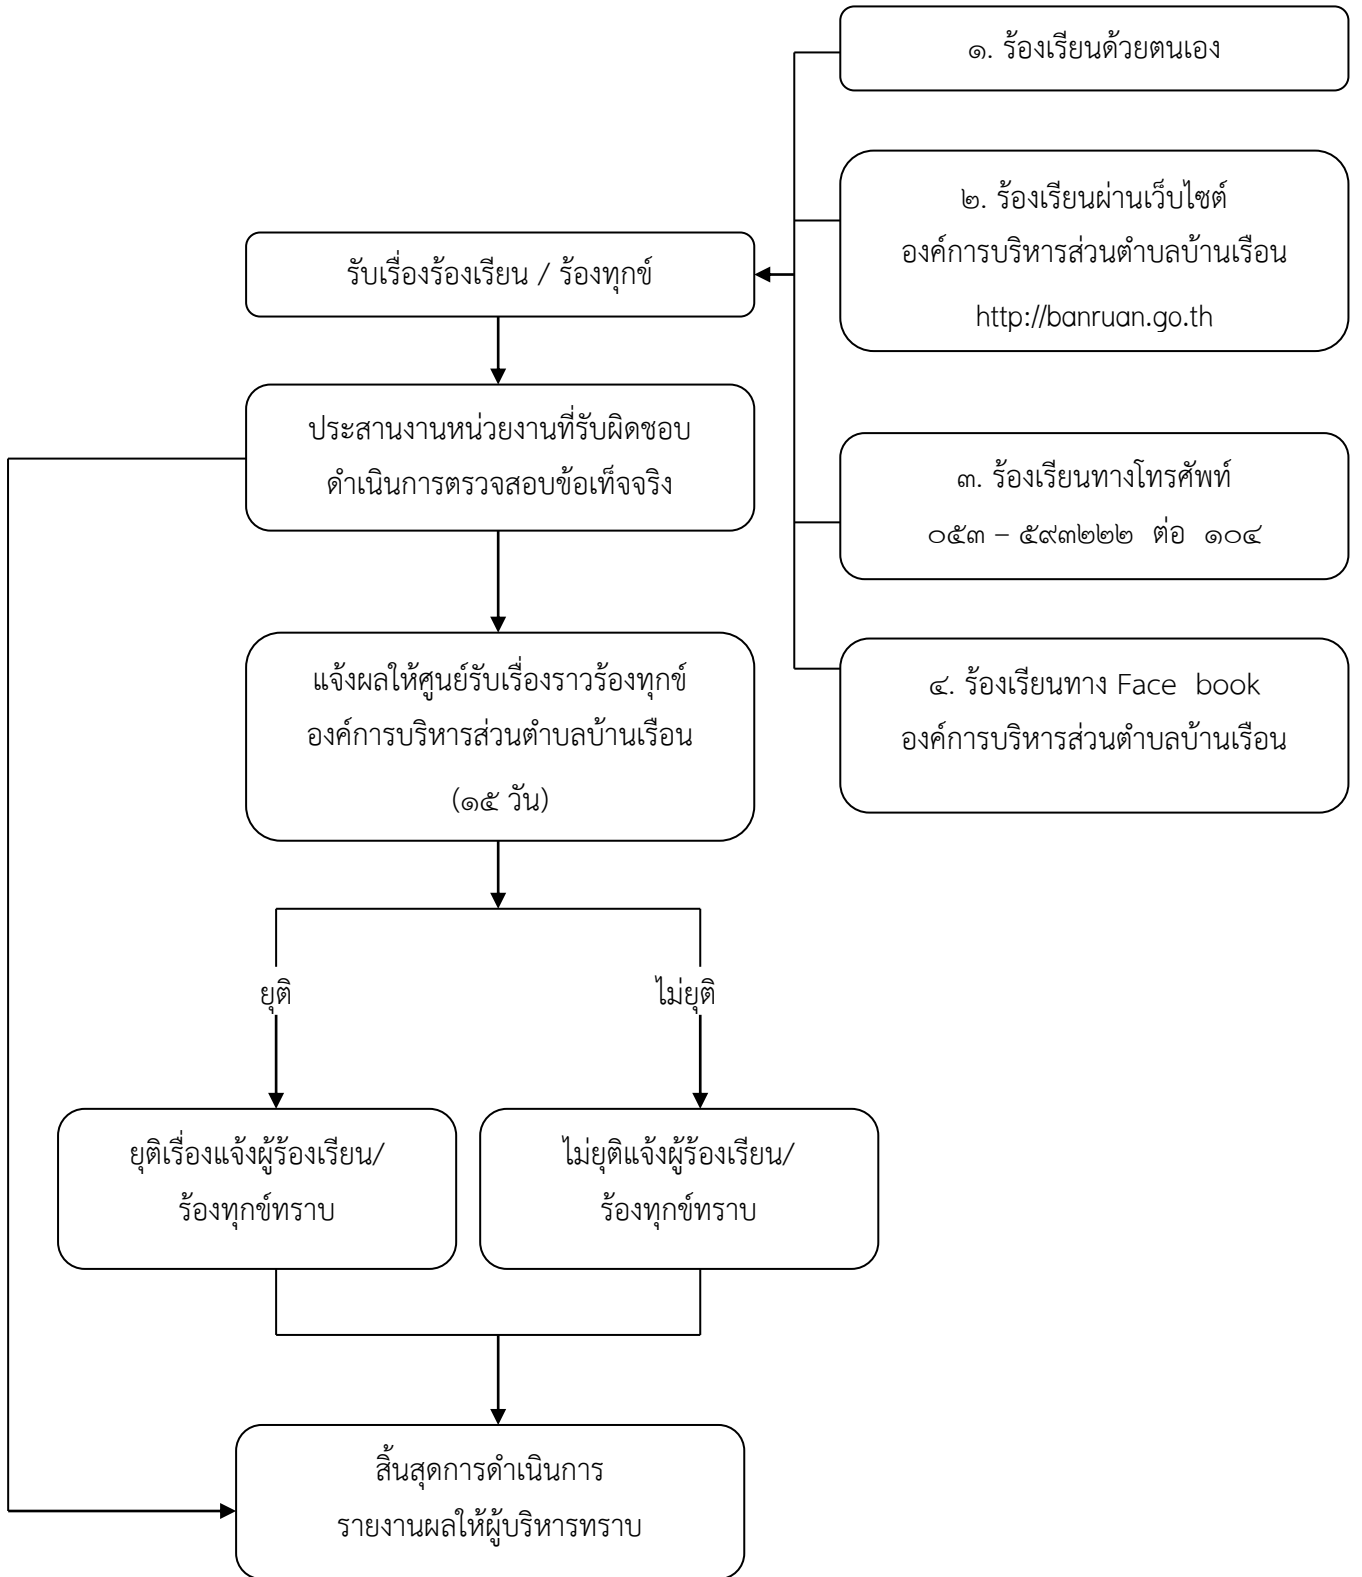 ๑. ร้องเรียนด้วยตนเอง
๒. ร้องเรียนผ่านเว็บไซต์
องค์การบริหารส่วนตำบลบ้านเรือน
http://banruan.go.th
รับเรื่องร้องเรียน / ร้องทุกข์
ประสานงานหน่วยงานที่รับผิดชอบ
ดำเนินการตรวจสอบข้อเท็จจริง
๓. ร้องเรียนทางโทรศัพท์
๐๕๓ – ๕๙๓๒๒๒ ต่อ ๑๐๔
แจ้งผลให้ศูนย์รับเรื่องราวร้องทุกข์
องค์การบริหารส่วนตำบลบ้านเรือน
(๑๕ วัน)
๔. ร้องเรียนทาง Face book
องค์การบริหารส่วนตำบลบ้านเรือน
ยุติ
ไม่ยุติ
ยุติเรื่องแจ้งผู้ร้องเรียน/
ร้องทุกข์ทราบ
ไม่ยุติแจ้งผู้ร้องเรียน/
ร้องทุกข์ทราบ
สิ้นสุดการดำเนินการ
รายงานผลให้ผู้บริหารทราบ